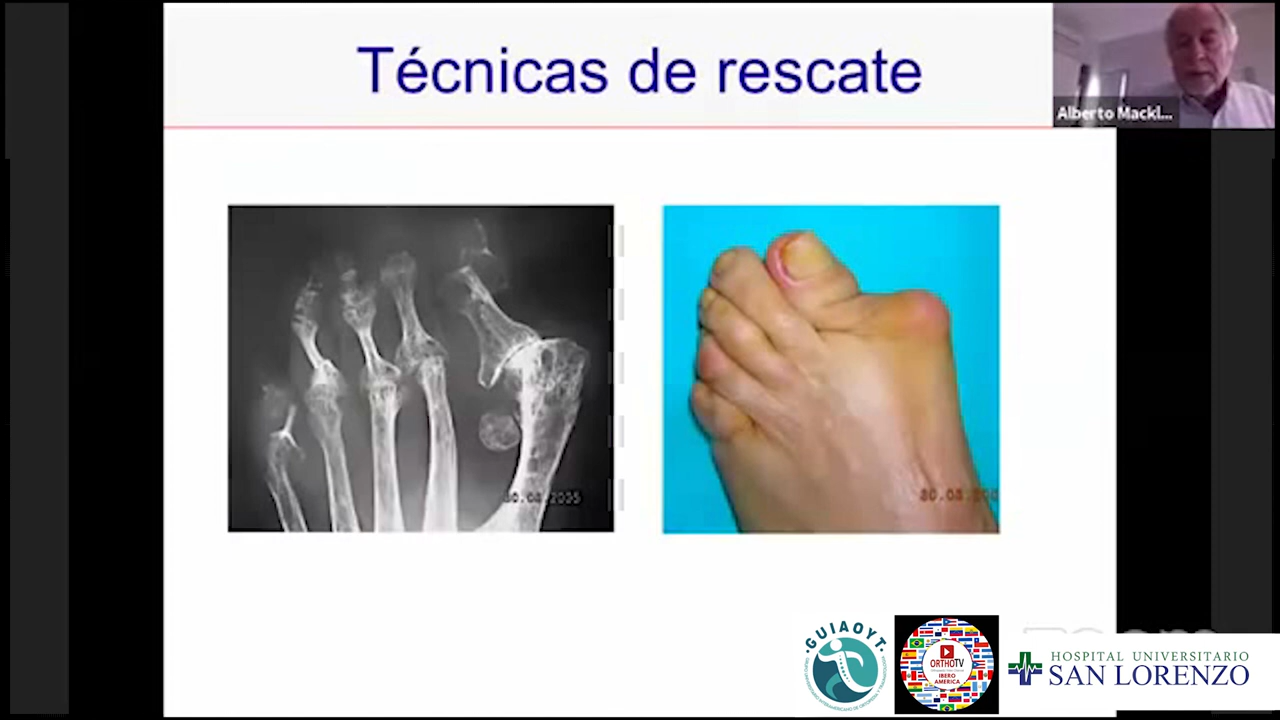 Técnicas de rescate
Alberto Mackl...
GUIAOYT
ORTHOTV
IBERO
AMERICA
HOSPITAL UNIVERSITARIO
SAN LORENZO